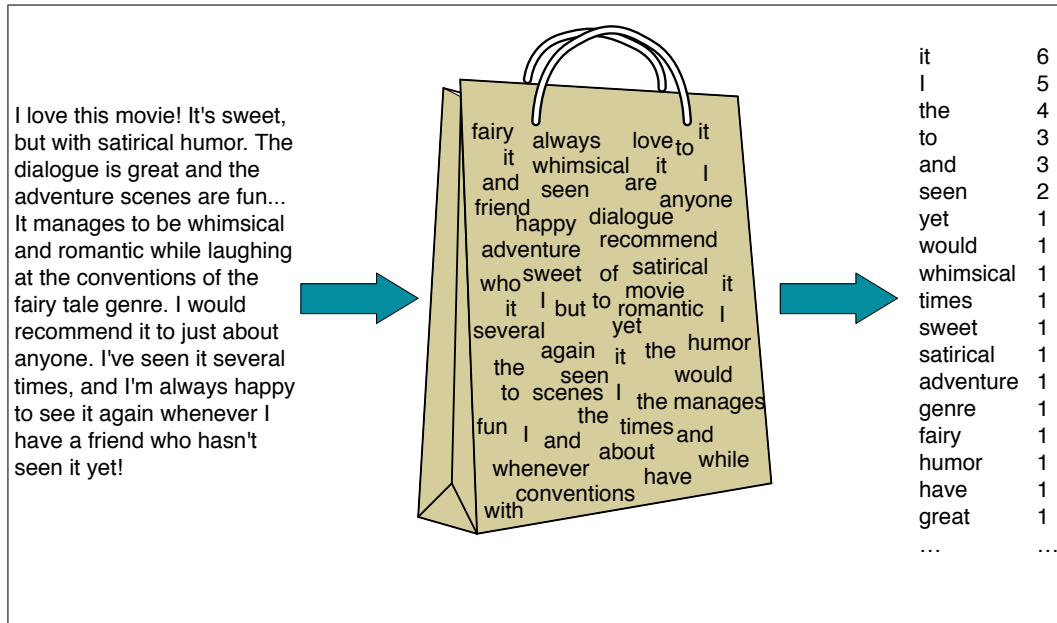 I love this movie! It's sweet,
but with satirical humor. The
dialogue is great and the
adventure scenes are fun...
It manages to be whimsical
and romantic while laughing
at the conventions of the
fairy tale genre. I would
recommend it to just about
anyone. I've seen it several
times, and I'm always happy
to see it again whenever I
have a friend who hasn't
seen it yet!
fairy always love to it
it whimsical it I
and seen are anyone
friend happy dialogue
adventure recommend
who sweet of satirical it
it I but to movie romantic I
several yet
again it the humor
the seen would
to scenes I the manages
fun the times and
I and about
whenever have while
conventions
with
it 6
I 5
the 4
to 3
and 3
seen 2
yet 1
would 1
whimsical 1
times 1
sweet 1
satirical 1
adventure 1
genre 1
fairy 1
humor 1
have 1
great 1
… …